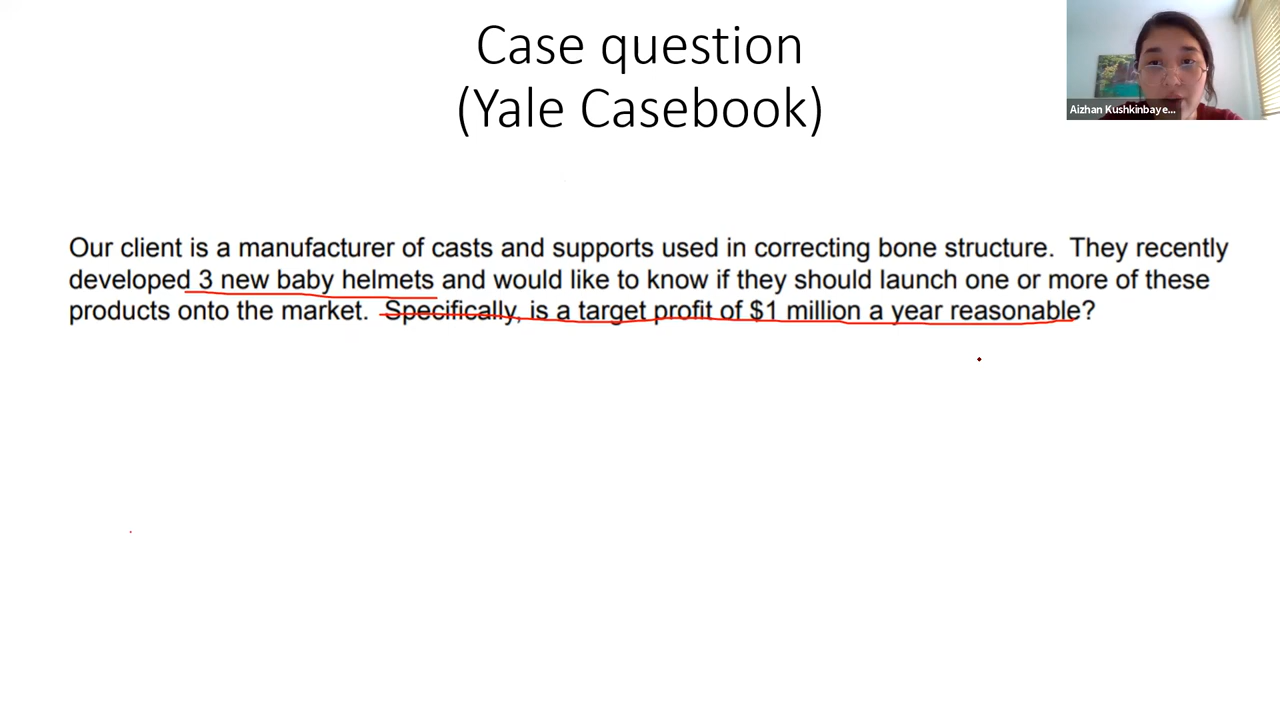 Case question
(Yale Casebook)
Aizhan Kushkinbaye...
Our client is a manufacturer of casts and supports used in correcting bone structure. They recently
developed 3 new baby helmets and would like to know if they should launch one or more of these
products onto the market. Specifically, is a target profit of $1 million a year reasonable?